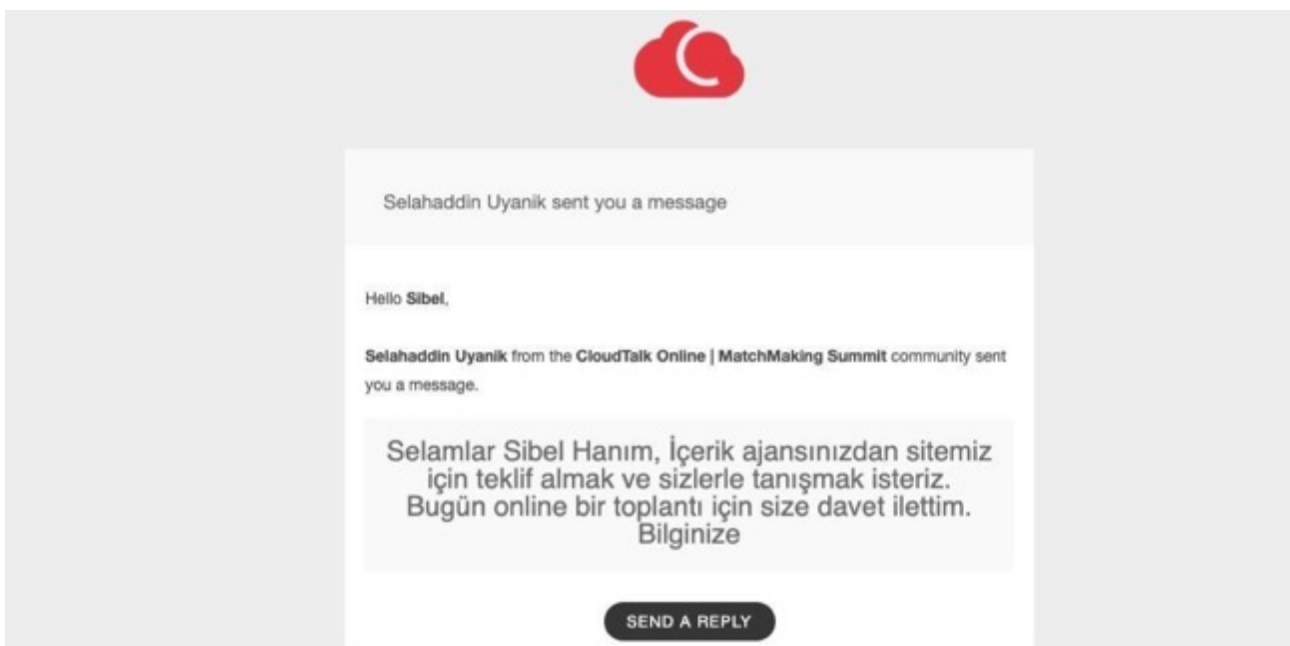 Selahaddin Uyanik sent you a message
Hello Sibel,
Selahaddin Uyanik from the CloudTalk Online | MatchMaking Summit community sent
you a message.
Selamlar Sibel Hanım, İçerik ajansınızdan sitemiz
için teklif almak ve sizlerle tanışmak isteriz.
Bugün online bir toplantı için size davet ilettim.
Bilginize
SEND A REPLY